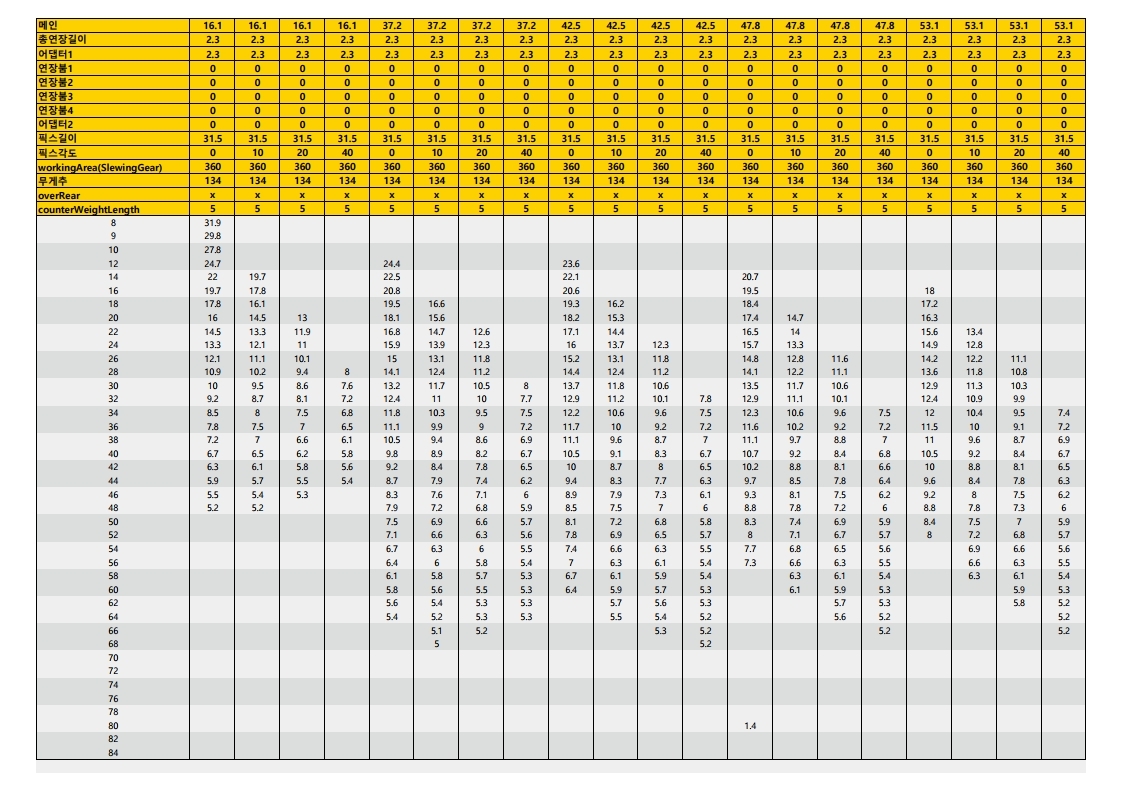 메인 16.1 16.1 16.1 16.1 37.2 37.2 37.2 37.2 42.5 42.5 42.5 42.5 47.8 47.8 47.8 47.8 53.1 53.1 53.1 53.1
총연장길이 2.3 2.3 2.3 2.3 2.3 2.3 2.3 2.3 2.3 2.3 2.3 2.3 2.3 2.3 2.3 2.3 2.3 2.3 2.3 2.3
어댑터1 2.3 2.3 2.3 2.3 2.3 2.3 2.3 2.3 2.3 2.3 2.3 2.3 2.3 2.3 2.3 2.3 2.3 2.3 2.3 2.3
연장붐1 0 0 0 0 0 0 0 0 0 0 0 0 0 0 0 0 0 0 0 0
연장붐2 0 0 0 0 0 0 0 0 0 0 0 0 0 0 0 0 0 0 0 0
연장붐3 0 0 0 0 0 0 0 0 0 0 0 0 0 0 0 0 0 0 0 0
연장붐4 0 0 0 0 0 0 0 0 0 0 0 0 0 0 0 0 0 0 0 0
어댑터2 0 0 0 0 0 0 0 0 0 0 0 0 0 0 0 0 0 0 0 0
픽스길이 31.5 31.5 31.5 31.5 31.5 31.5 31.5 31.5 31.5 31.5 31.5 31.5 31.5 31.5 31.5 31.5 31.5 31.5 31.5 31.5
픽스각도 0 10 20 40 0 10 20 40 0 10 20 40 0 10 20 40 0 10 20 40
workingArea(SlewingGear) 360 360 360 360 360 360 360 360 360 360 360 360 360 360 360 360 360 360 360 360
무게추 134 134 134 134 134 134 134 134 134 134 134 134 134 134 134 134 134 134 134 134
overRear x x x x x x x x x x x x x x x x x x x x
counterWeightLength 5 5 5 5 5 5 5 5 5 5 5 5 5 5 5 5 5 5 5 5
8 31.9
9 29.8
10 27.8
12 24.7 24.4 23.6
14 22 19.7 22.5 22.1 20.7
16 19.7 17.8 20.8 20.6 19.5 18
18 17.8 16.1 19.5 16.6 19.3 16.2 18.4 17.2
20 16 14.5 13 18.1 15.6 18.2 15.3 17.4 14.7 16.3
22 14.5 13.3 11.9 16.8 14.7 12.6 17.1 14.4 16.5 14 15.6 13.4
24 13.3 12.1 11 15.9 13.9 12.3 16 13.7 12.3 15.7 13.3 14.9 12.8
26 12.1 11.1 10.1 15 13.1 11.8 15.2 13.1 11.8 14.8 12.8 11.6 14.2 12.2 11.1
28 10.9 10.2 9.4 8 14.1 12.4 11.2 14.4 12.4 11.2 14.1 12.2 11.1 13.6 11.8 10.8
30 10 9.5 8.6 7.6 13.2 11.7 10.5 8 13.7 11.8 10.6 13.5 11.7 10.6 12.9 11.3 10.3
32 9.2 8.7 8.1 7.2 12.4 11 10 7.7 12.9 11.2 10.1 7.8 12.9 11.1 10.1 12.4 10.9 9.9
34 8.5 8 7.5 6.8 11.8 10.3 9.5 7.5 12.2 10.6 9.6 7.5 12.3 10.6 9.6 7.5 12 10.4 9.5 7.4
36 7.8 7.5 7 6.5 11.1 9.9 9 7.2 11.7 10 9.2 7.2 11.6 10.2 9.2 7.2 11.5 10 9.1 7.2
38 7.2 7 6.6 6.1 10.5 9.4 8.6 6.9 11.1 9.6 8.7 7 11.1 9.7 8.8 7 11 9.6 8.7 6.9
40 6.7 6.5 6.2 5.8 9.8 8.9 8.2 6.7 10.5 9.1 8.3 6.7 10.7 9.2 8.4 6.8 10.5 9.2 8.4 6.7
42 6.3 6.1 5.8 5.6 9.2 8.4 7.8 6.5 10 8.7 8 6.5 10.2 8.8 8.1 6.6 10 8.8 8.1 6.5
44 5.9 5.7 5.5 5.4 8.7 7.9 7.4 6.2 9.4 8.3 7.7 6.3 9.7 8.5 7.8 6.4 9.6 8.4 7.8 6.3
46 5.5 5.4 5.3 8.3 7.6 7.1 6 8.9 7.9 7.3 6.1 9.3 8.1 7.5 6.2 9.2 8 7.5 6.2
48 5.2 5.2 7.9 7.2 6.8 5.9 8.5 7.5 7 6 8.8 7.8 7.2 6 8.8 7.8 7.3 6
50 7.5 6.9 6.6 5.7 8.1 7.2 6.8 5.8 8.3 7.4 6.9 5.9 8.4 7.5 7 5.9
52 7.1 6.6 6.3 5.6 7.8 6.9 6.5 5.7 8 7.1 6.7 5.7 8 7.2 6.8 5.7
54 6.7 6.3 6 5.5 7.4 6.6 6.3 5.5 7.7 6.8 6.5 5.6 6.9 6.6 5.6
56 6.4 6 5.8 5.4 7 6.3 6.1 5.4 7.3 6.6 6.3 5.5 6.6 6.3 5.5
58 6.1 5.8 5.7 5.3 6.7 6.1 5.9 5.4 6.3 6.1 5.4 6.3 6.1 5.4
60 5.8 5.6 5.5 5.3 6.4 5.9 5.7 5.3 6.1 5.9 5.3 5.9 5.3
62 5.6 5.4 5.3 5.3 5.7 5.6 5.3 5.7 5.3 5.8 5.2
64 5.4 5.2 5.3 5.3 5.5 5.4 5.2 5.6 5.2 5.2
66 5.1 5.2 5.3 5.2 5.2 5.2
68 5 5.2
70
72
74
76
78
80 1.4
82
84